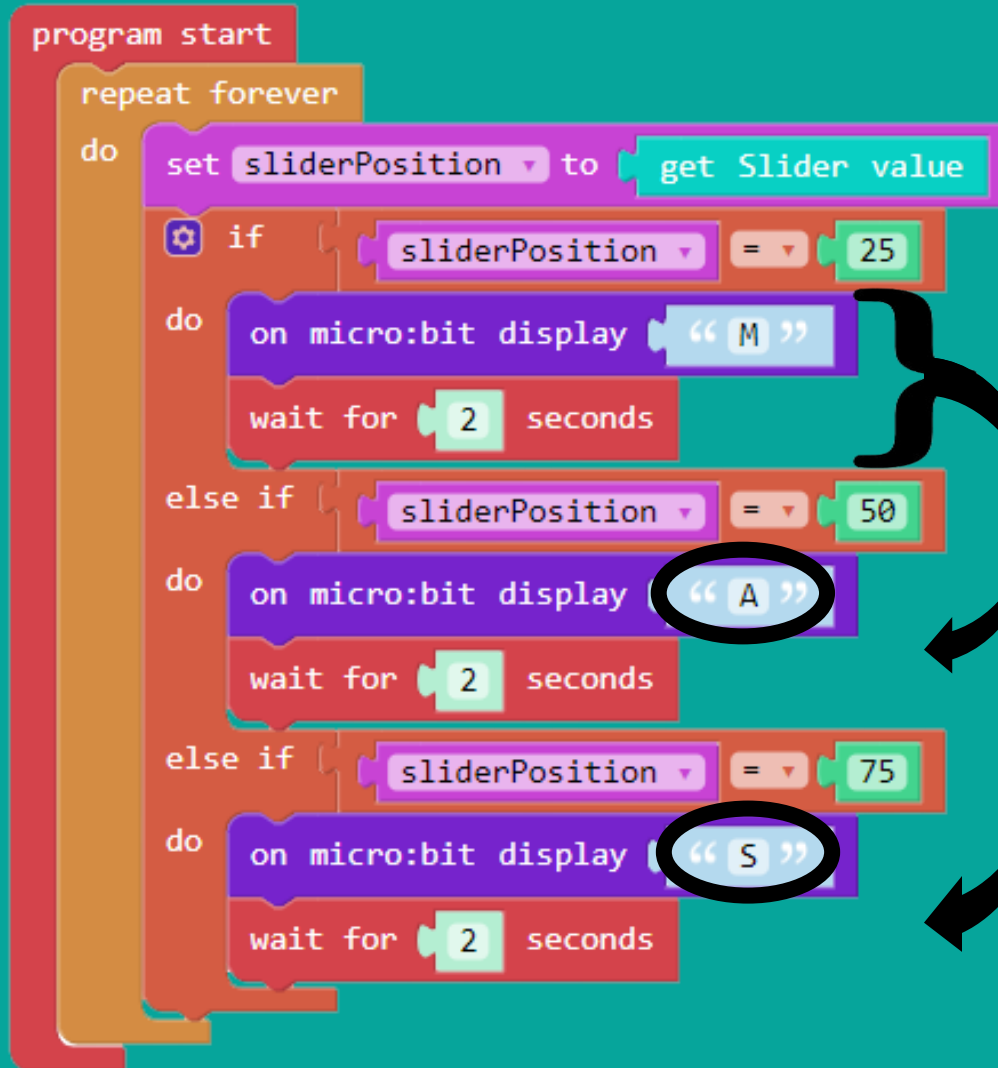 program start
repeat forever
do set sliderPosition to get Slider value
if sliderPosition = 25
do on micro:bit display “ M ”
wait for 2 seconds
else if sliderPosition = 50
do on micro:bit display “ A ”
wait for 2 seconds
else if sliderPosition = 75
do on micro:bit display “ S ”
wait for 2 seconds